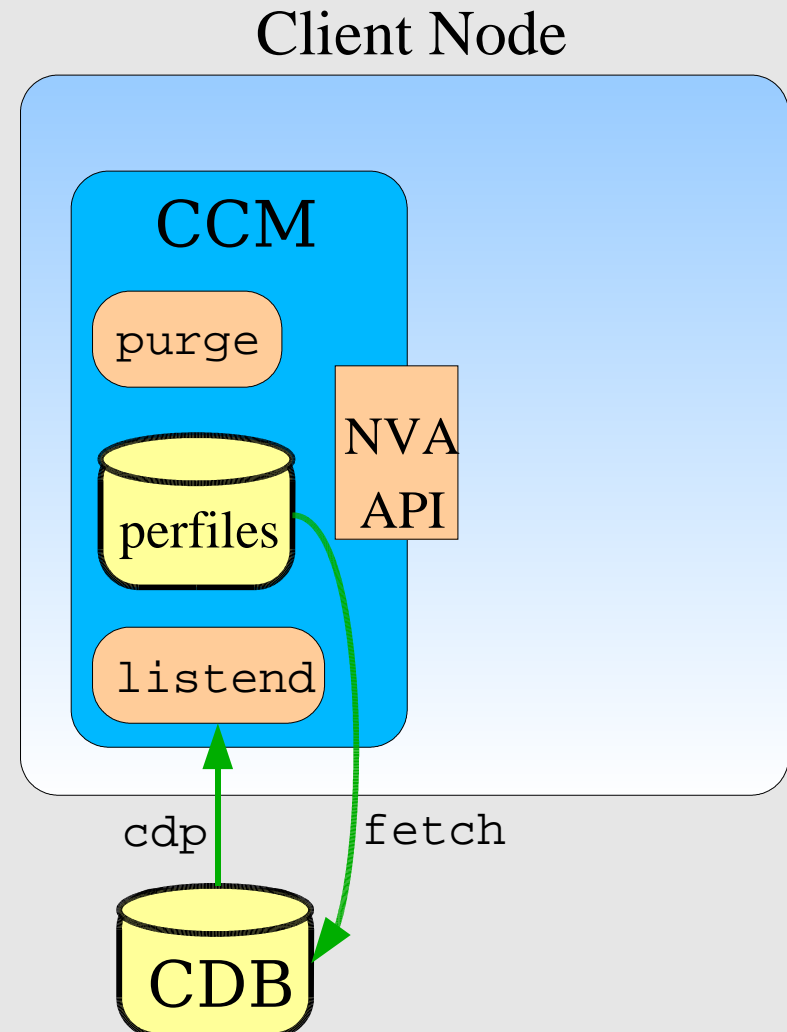 Client Node
CCM
purge
NVA
API
perfiles
listend
cdp
fetch
CDB